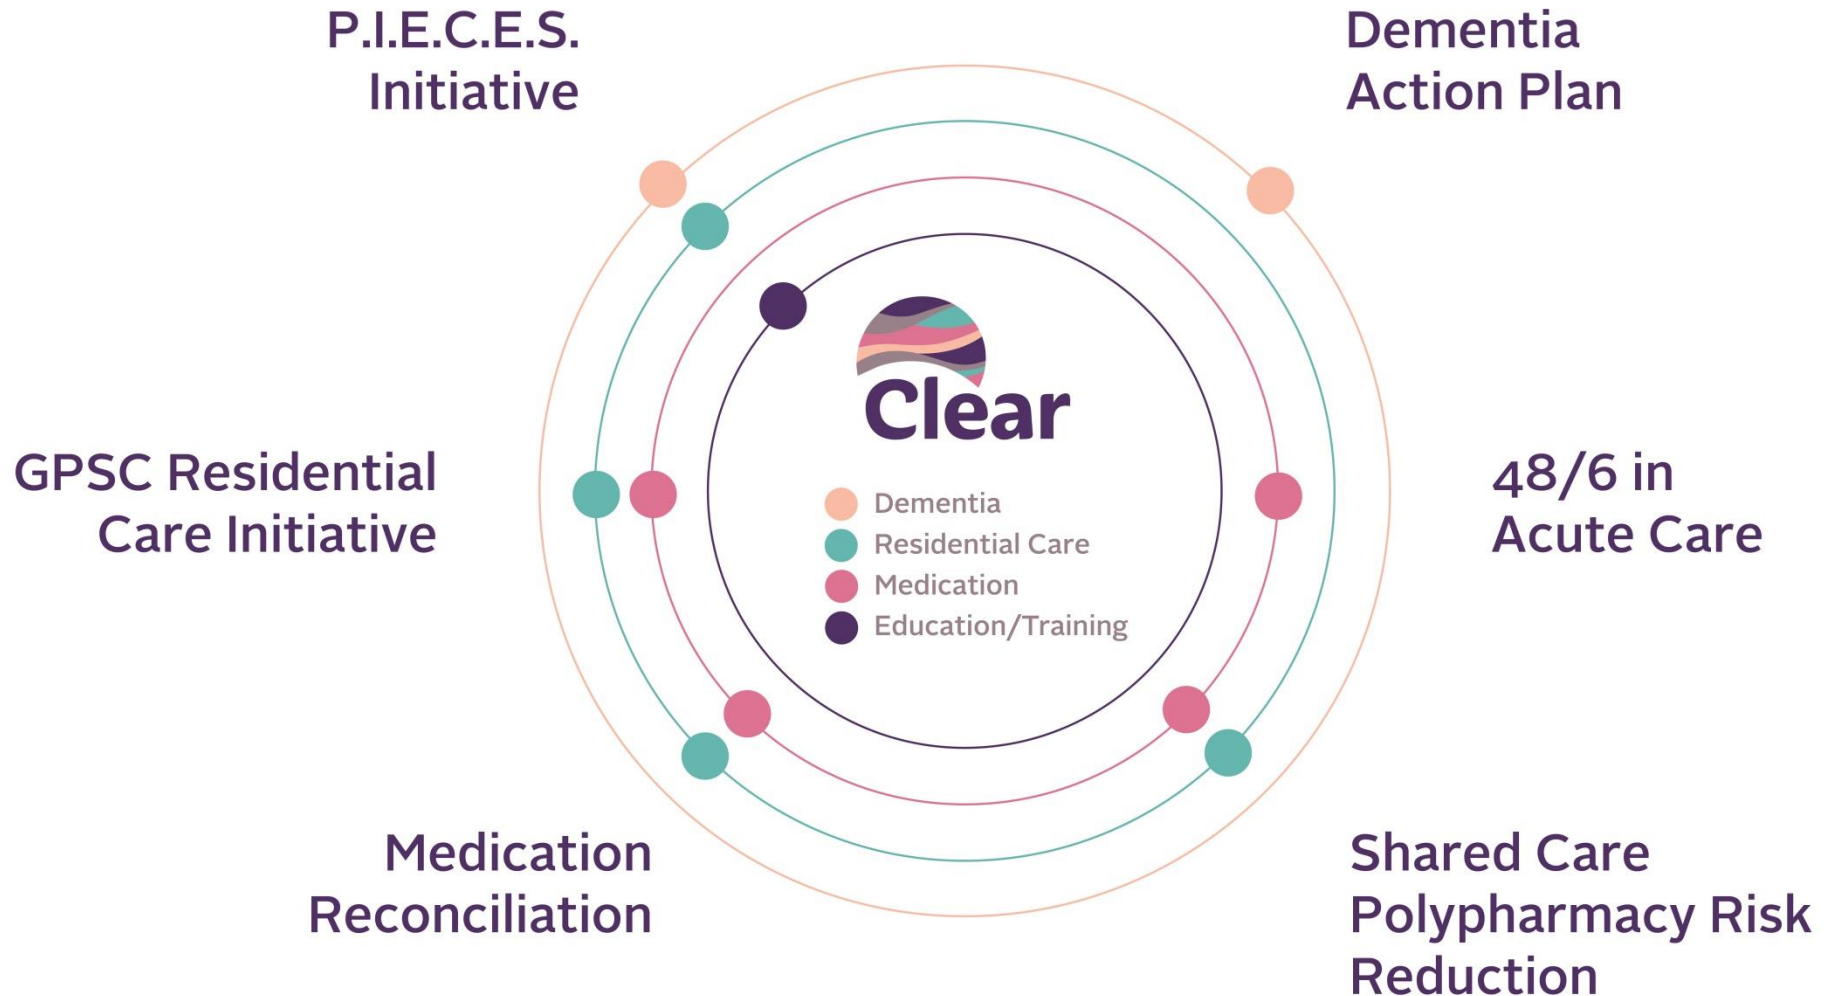 P.I.E.C.E.S.
Initiative
Dementia
Action Plan
Clear
Dementia
Residential Care
Medication
Education/Training
GPSC Residential
Care Initiative
48/6 in
Acute Care
Medication
Reconciliation
Shared Care
Polypharmacy Risk
Reduction